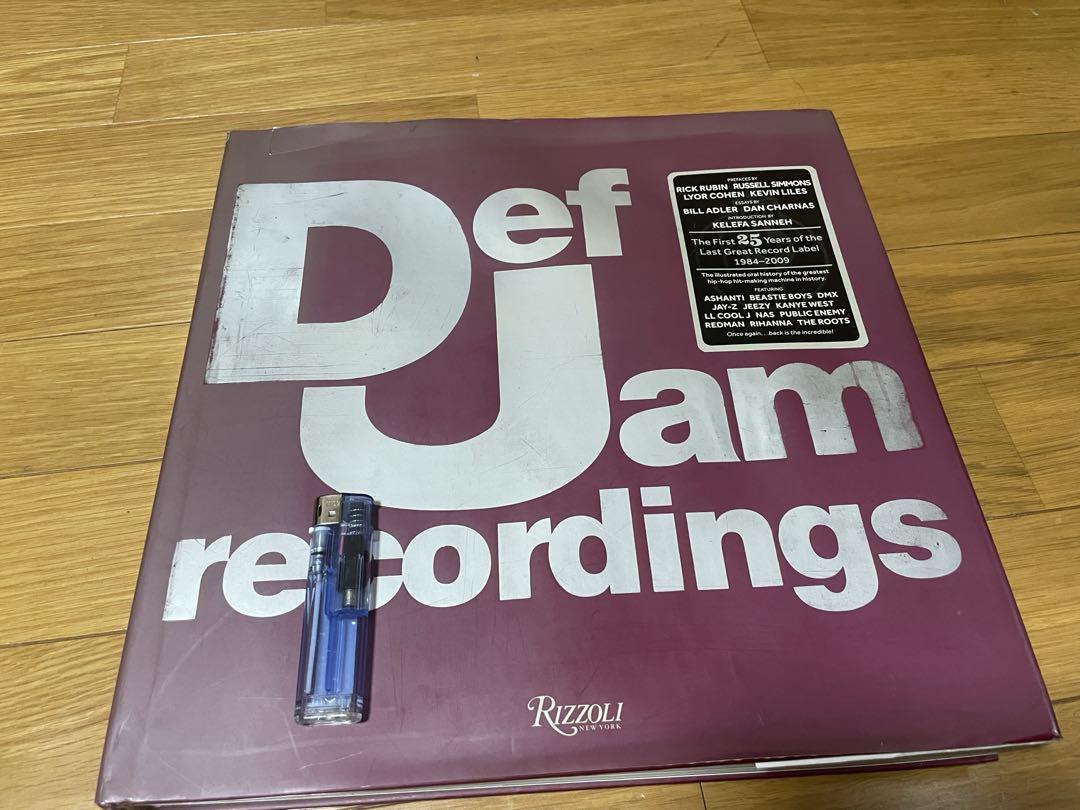 Def
Jam
recordings
PREFACES BY
RICK RUBIN RUSSELL SIMMONS
LYOR COHEN KEVIN LILES
ESSAYS BY
BILL ADLER DAN CHARNAS
INTRODUCTION BY
KELEFA SANNEH
The First 25 Years of the
Last Great Record Label
1984–2009
The illustrated oral history of the greatest
hip-hop hit-making machine in history.
FEATURING
ASHANTI BEASTIE BOYS DMX
JAY-Z JEEZY KANYE WEST
LL COOL J NAS PUBLIC ENEMY
REDMAN RIHANNA THE ROOTS
Once again. . .back is the incredible!
RIZZOLI
NEW YORK